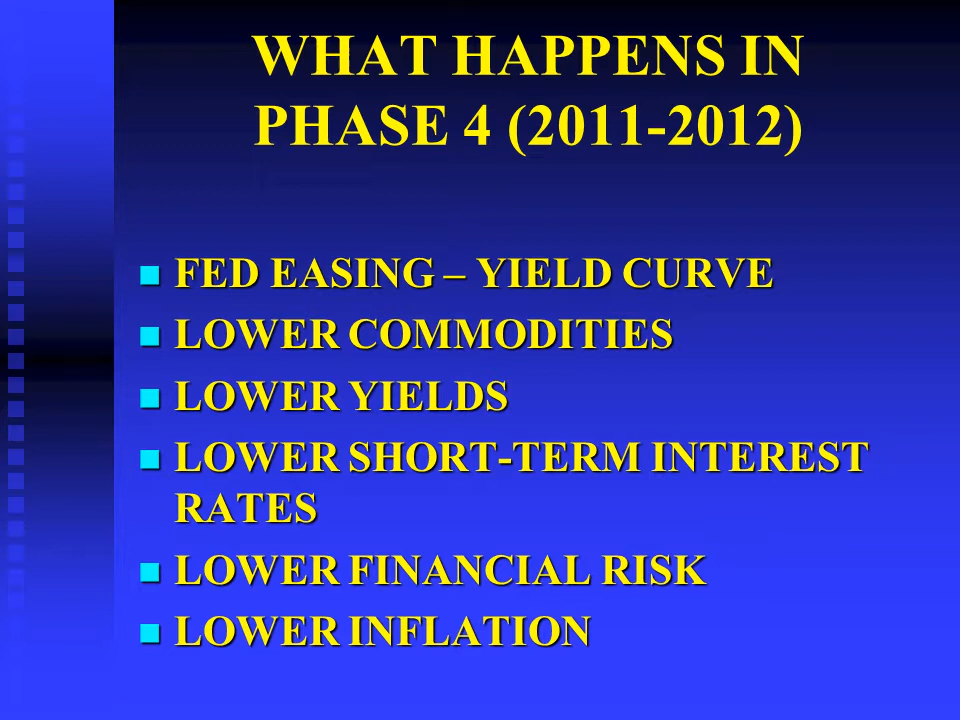 WHAT HAPPENS IN
PHASE 4 (2011-2012)
FED EASING – YIELD CURVE
LOWER COMMODITIES
LOWER YIELDS
LOWER SHORT-TERM INTEREST
RATES
LOWER FINANCIAL RISK
LOWER INFLATION